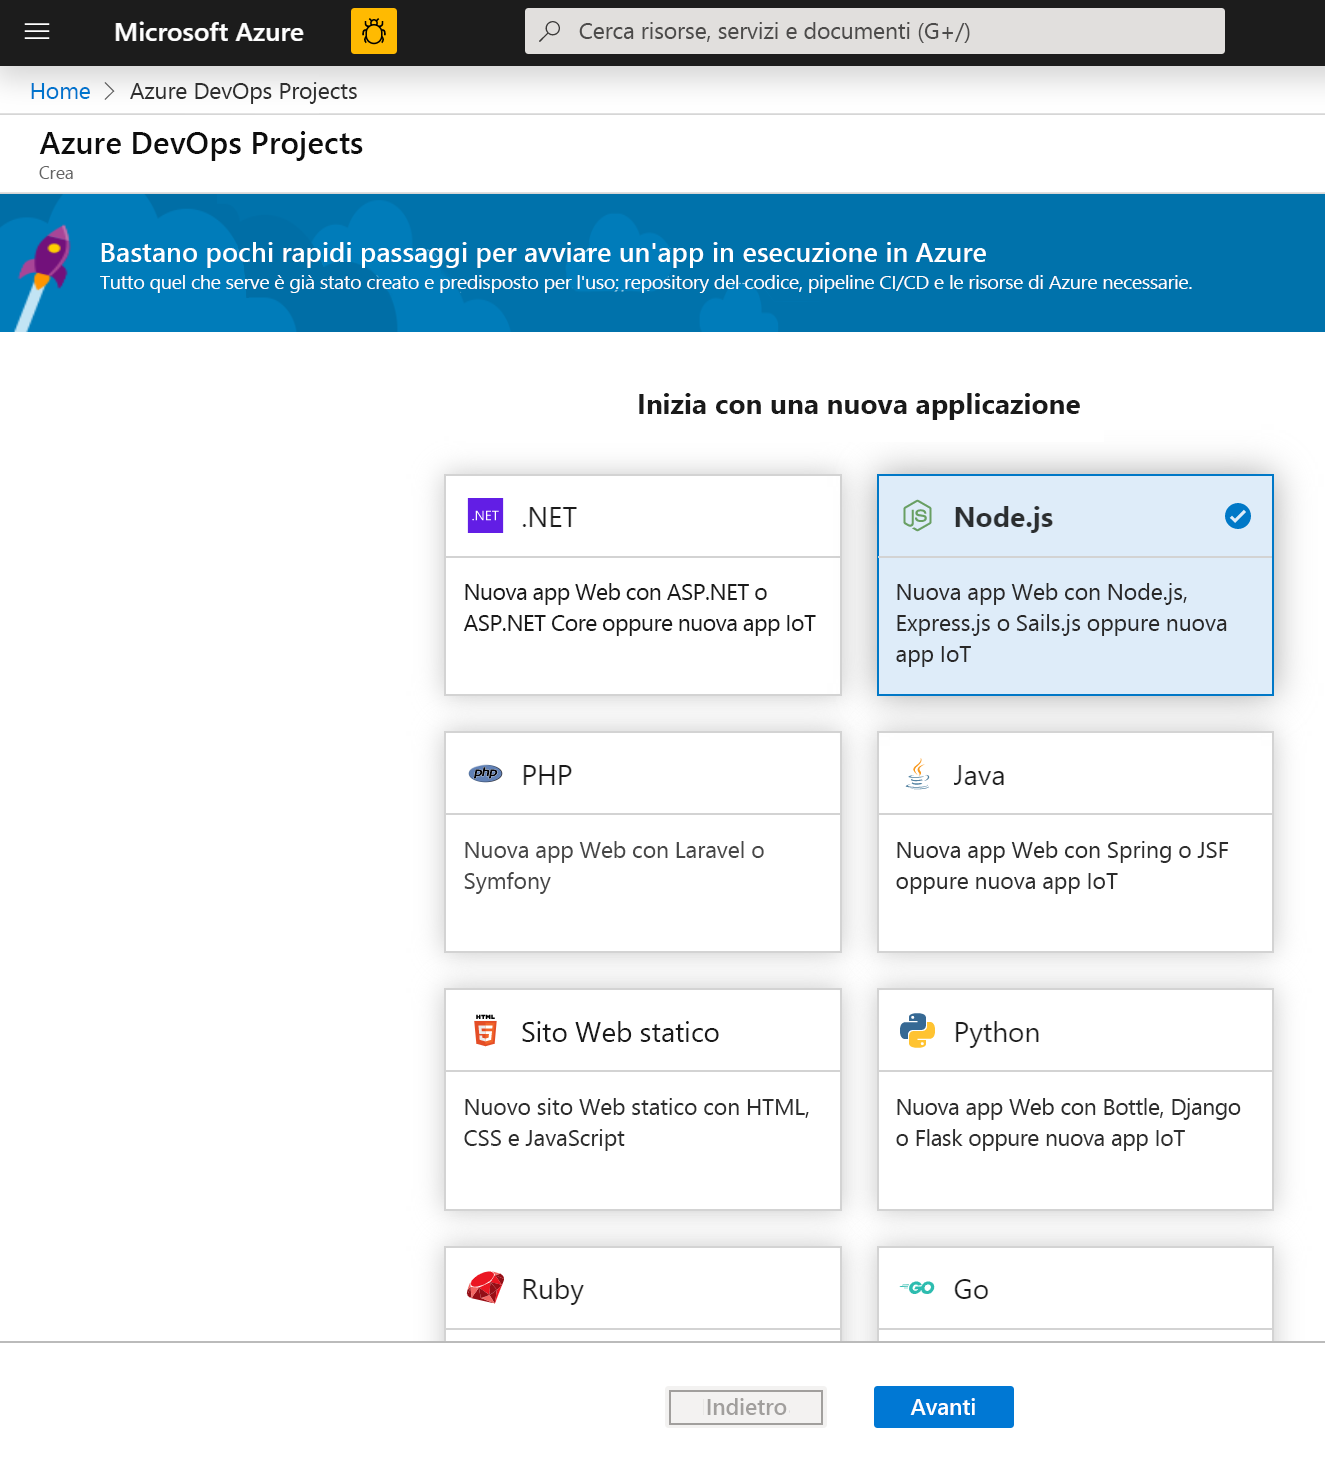 Microsoft Azure
Cerca risorse, servizi e documenti (G+/)
Home > Azure DevOps Projects
Azure DevOps Projects
Crea
Bastano pochi rapidi passaggi per avviare un'app in esecuzione in Azure
Tutto quel che serve è già stato creato e predisposto per l'uso; repository del codice, pipeline CI/CD e le risorse di Azure necessarie.
Inizia con una nuova applicazione
.NET
.NET
Nuova app Web con ASP.NET o
ASP.NET Core oppure nuova app IoT
JS
Node.js
Nuova app Web con Node.js,
Express.js o Sails.js oppure nuova
app IoT
php
PHP
Nuova app Web con Laravel o
Symfony
Java
Nuova app Web con Spring o JSF
oppure nuova app IoT
HTML
5
Sito Web statico
Nuovo sito Web statico con HTML,
CSS e JavaScript
Python
Nuova app Web con Bottle, Django
o Flask oppure nuova app IoT
Ruby
GO
Go
Indietro
Avanti